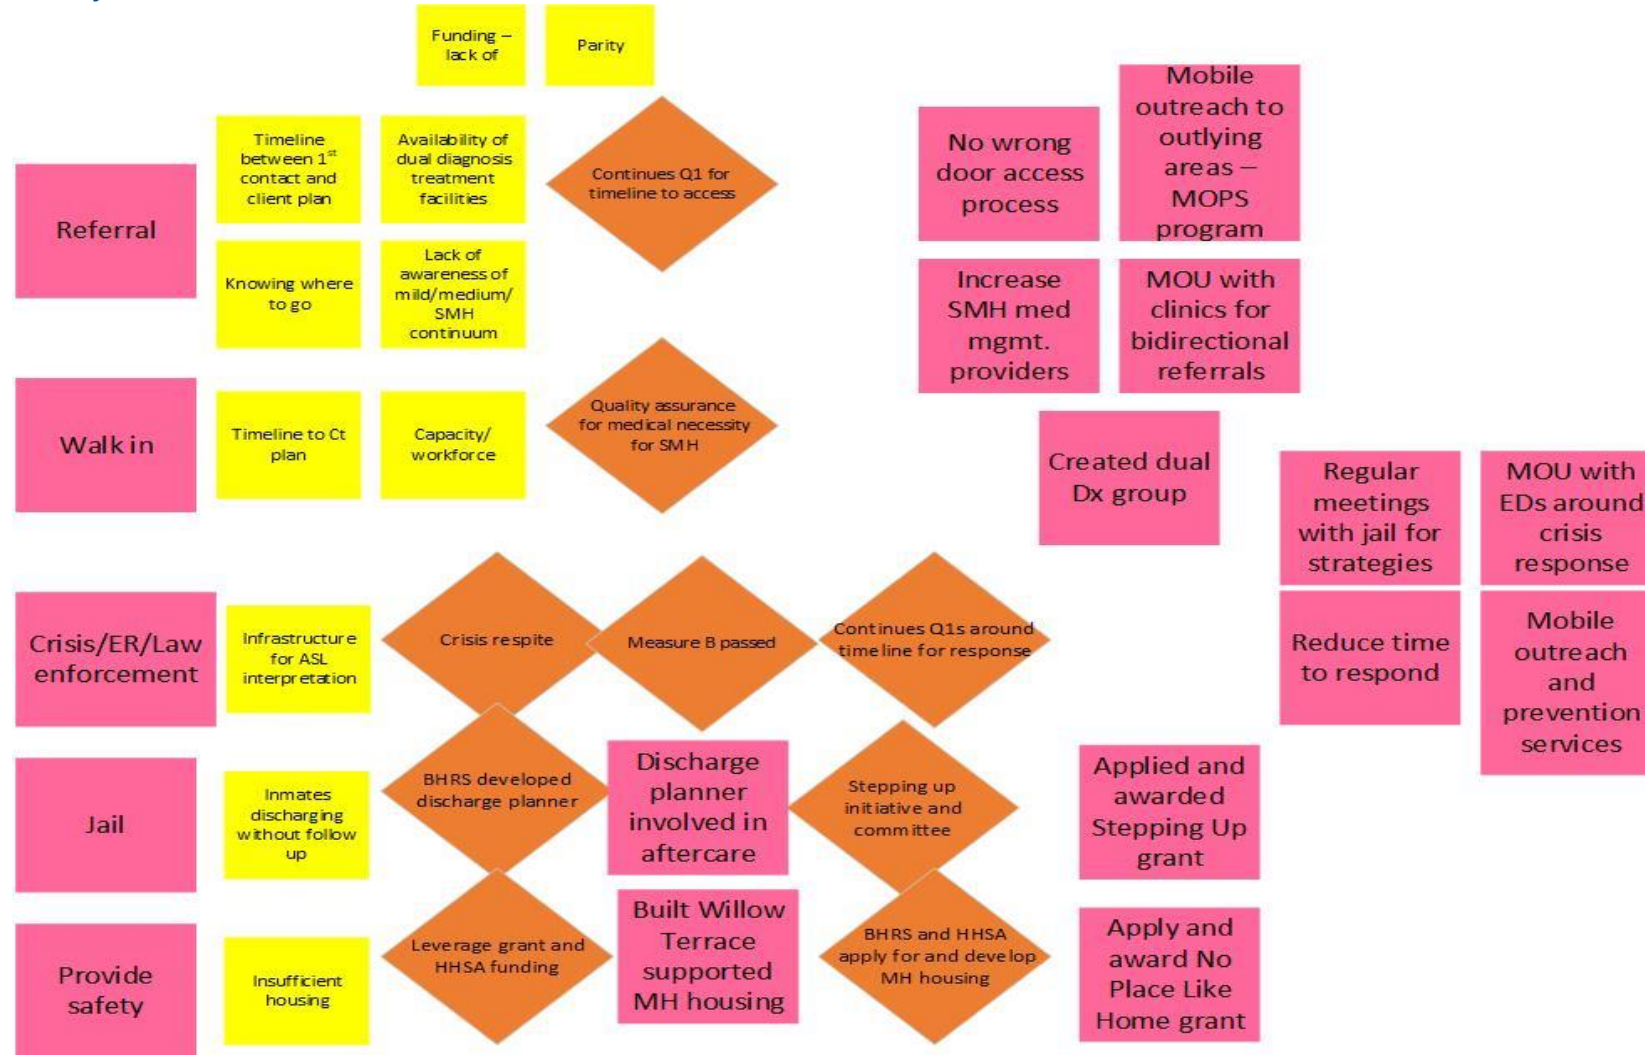 Funding –
lack of
Parity
Timeline
between 1st
contact and
client plan
Availability of
dual diagnosis
treatment
facilities
Continues Q1 for
timeline to access
No wrong
door access
process
Mobile
outreach to
outlying
areas –
MOPS
program
Referral
Knowing where
to go
Lack of
awareness of
mild/medium/
SMH
continuum
Increase
SMH med
mgmt.
providers
MOU with
clinics for
bidirectional
referrals
Walk in
Timeline to Ct
plan
Capacity/
workforce
Quality assurance
for medical necessity
for SMH
Created dual
Dx group
Regular
meetings
with jail for
strategies
MOU with
EDs around
crisis
response
Crisis/ER/Law
enforcement
Infrastructure
for ASL
interpretation
Crisis respite
Measure B passed
Continues Q1s around
timeline for response
Reduce time
to respond
Mobile
outreach
and
prevention
services
Jail
Inmates
discharging
without follow
up
BHRS developed
discharge planner
Discharge
planner
involved in
aftercare
Stepping up
initiative and
committee
Applied and
awarded
Stepping Up
grant
Provide
safety
Insufficient
housing
Leverage grant and
HHSA funding
Built Willow
Terrace
supported
MH housing
BHRS and HHSA
apply for and develop
MH housing
Apply and
award No
Place Like
Home grant